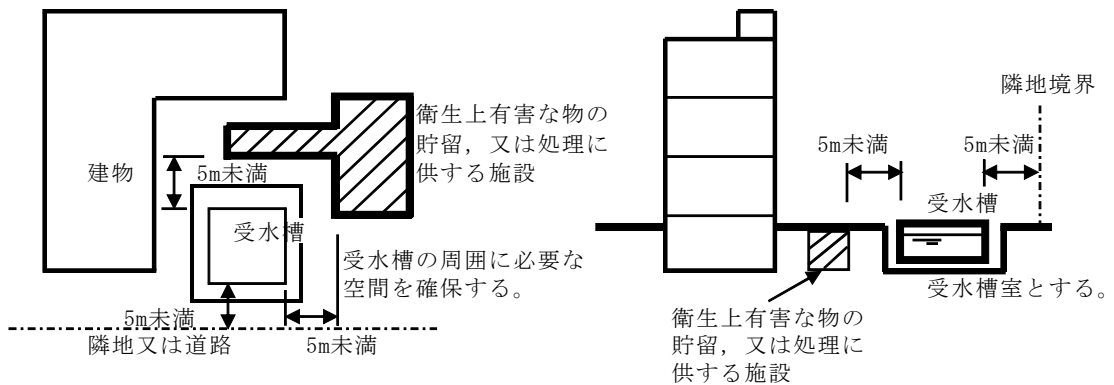 建物
5m未満
衛生上有害な物の
貯留，又は処理に
供する施設
受水槽
受水槽の周囲に必要な
空間を確保する。
5m未満
隣地又は道路
5m未満
隣地境界
5m未満
5m未満
受水槽
受水槽室とする。
衛生上有害な物の
貯留，又は処理に
供する施設